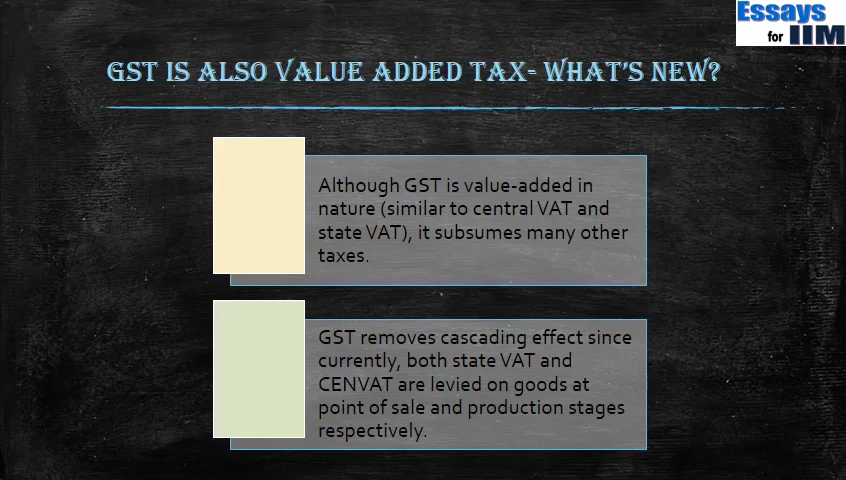 Essays
for IIM
GST IS ALSO VALUE ADDED TAX- WHAT'S NEW?
Although GST is value-added in
nature (similar to central VAT and
state VAT), it subsumes many other
taxes.
GST removes cascading effect since
currently, both state VAT and
CENVAT are levied on goods at
point of sale and production stages
respectively.